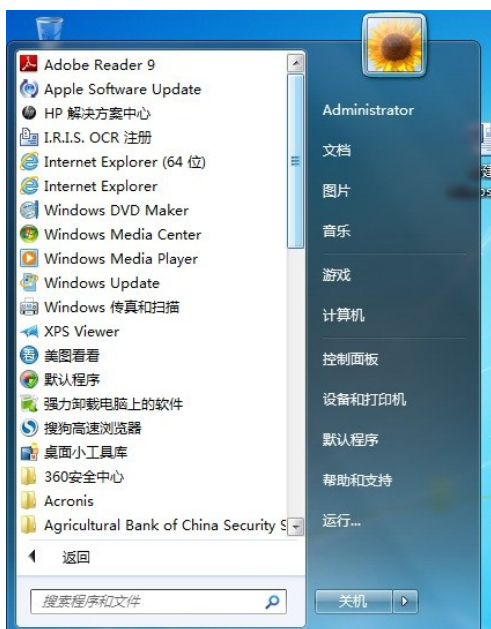 Adobe Reader 9
Apple Software Update
HP 解决方案中心
I.R.I.S. OCR 注册
Internet Explorer (64 位)
Internet Explorer
Windows DVD Maker
Windows Media Center
Windows Media Player
Windows Update
Windows 传真和扫描
XPS Viewer
美图看看
默认程序
强力卸载电脑上的软件
搜狗高速浏览器
桌面小工具库
360安全中心
Acronis
Agricultural Bank of China Security S
返回
搜索程序和文件
Administrator
文档
图片
音乐
游戏
计算机
控制面板
设备和打印机
默认程序
帮助和支持
运行...
关机